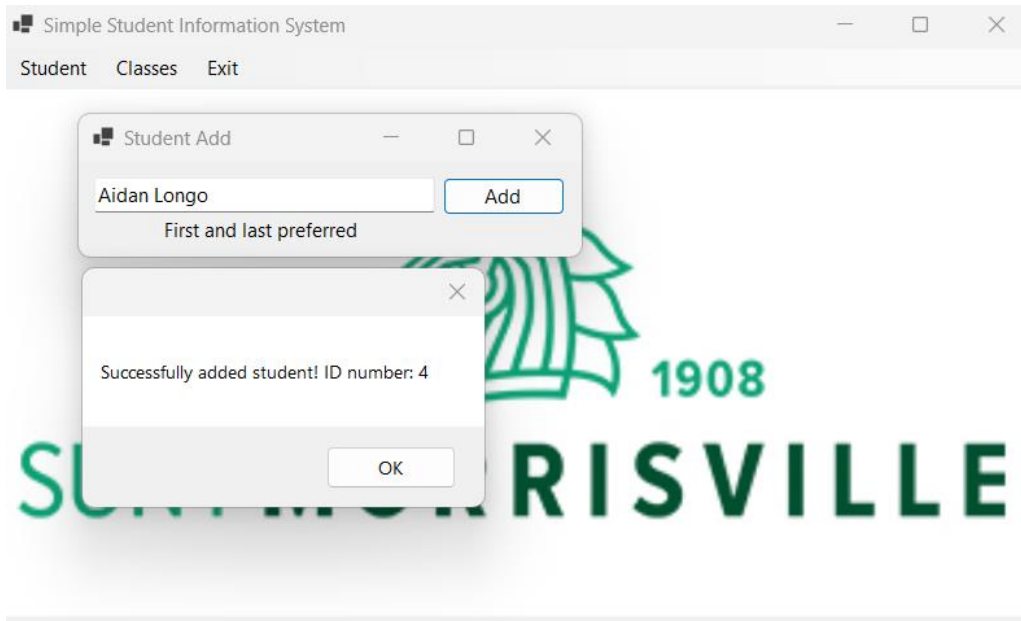 Simple Student Information System
Student Classes Exit
Student Add
Aidan Longo
Add
First and last preferred
Successfully added student! ID number: 4
OK
1908
RISVILLE